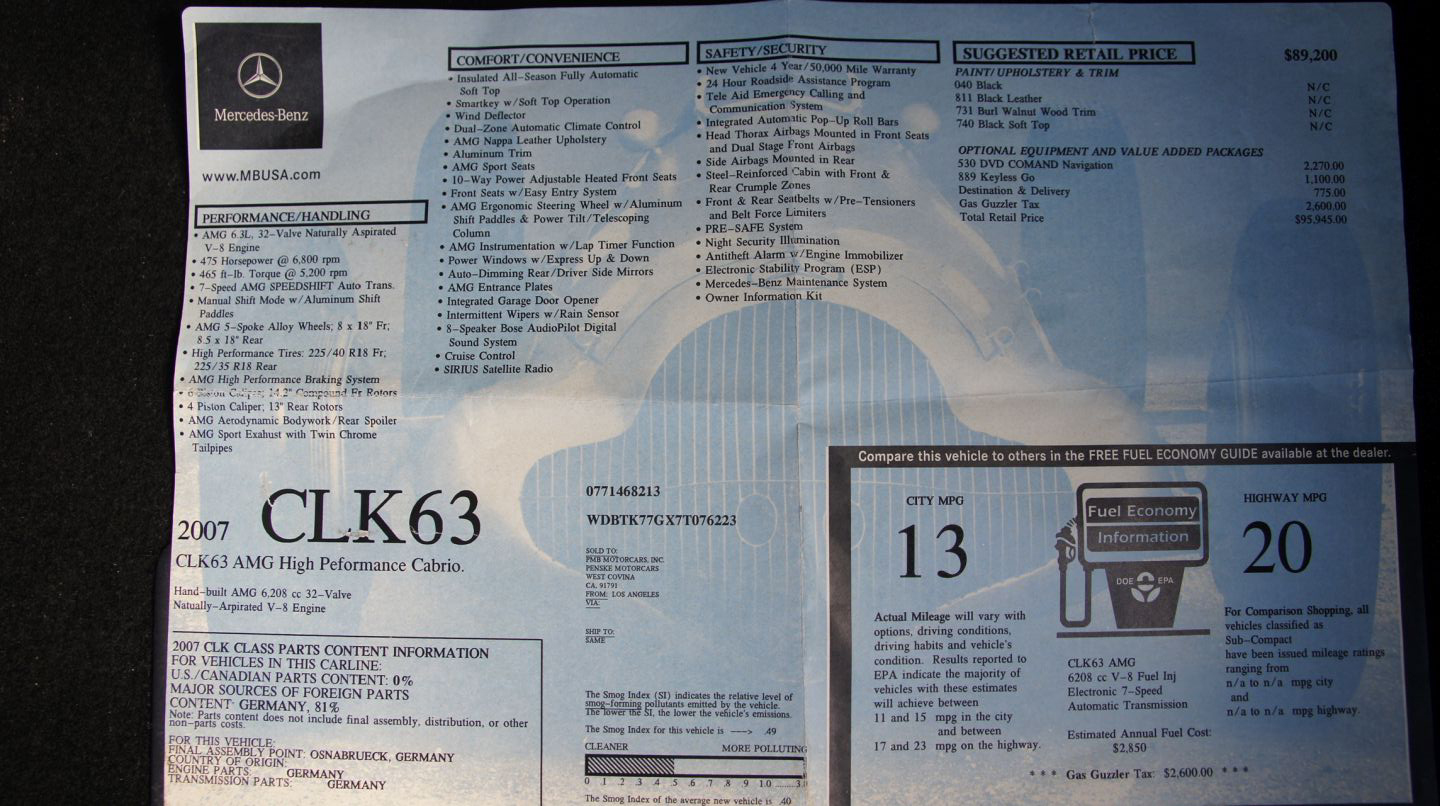 Mercedes-Benz
www.MBUSA.com
PERFORMANCE/HANDLING
• AMG 6.3L, 32-Valve Naturally Aspirated
V-8 Engine
• 475 Horsepower @ 6,800 rpm
• 465 ft-lb. Torque @ 5,200 rpm
• 7-Speed AMG SPEEDSHIFT Auto Trans.
• Manual Shift Mode w/Aluminum Shift
Paddles
• AMG 5-Spoke Alloy Wheels; 8 x 18" Fr;
8.5 x 18" Rear
• High Performance Tires: 225/40 R18 Fr;
225/35 R18 Rear
• AMG High Performance Braking System
• 6 Piston Caliper; 14.2" Compound Fr Rotors
• 4 Piston Caliper; 13" Rear Rotors
• AMG Aerodynamic Bodywork/Rear Spoiler
• AMG Sport Exahust with Twin Chrome
Tailpipes
COMFORT/CONVENIENCE
• Insulated All-Season Fully Automatic
Soft Top
• Smartkey w/Soft Top Operation
• Wind Deflector
• Dual-Zone Automatic Climate Control
• AMG Nappa Leather Upholstery
• Aluminum Trim
• AMG Sport Seats
• 10-Way Power Adjustable Heated Front Seats
• Front Seats w/Easy Entry System
• AMG Ergonomic Steering Wheel w/Aluminum
Shift Paddles & Power Tilt/Telescoping
Column
• AMG Instrumentation w/Lap Timer Function
• Power Windows w/Express Up & Down
• Auto-Dimming Rear/Driver Side Mirrors
• AMG Entrance Plates
• Integrated Garage Door Opener
• Intermittent Wipers w/Rain Sensor
• 8-Speaker Bose AudioPilot Digital
Sound System
• Cruise Control
• SIRIUS Satellite Radio
SAFETY/SECURITY
• New Vehicle 4 Year/50,000 Mile Warranty
• 24 Hour Roadside Assistance Program
• Tele Aid Emergency Calling and
Communication System
• Integrated Automatic Pop-Up Roll Bars
• Head Thorax Airbags Mounted in Front Seats
and Dual Stage Front Airbags
• Side Airbags Mounted in Rear
• Steel-Reinforced Cabin with Front &
Rear Crumple Zones
• Front & Rear Seatbelts w/Pre-Tensioners
and Belt Force Limiters
• PRE-SAFE System
• Night Security Illumination
• Antitheft Alarm w/Engine Immobilizer
• Electronic Stability Program (ESP)
• Mercedes-Benz Maintenance System
• Owner Information Kit
SUGGESTED RETAIL PRICE $89,200
PAINT/UPHOLSTERY & TRIM
040 Black N/C
811 Black Leather N/C
731 Burl Walnut Wood Trim N/C
740 Black Soft Top N/C
OPTIONAL EQUIPMENT AND VALUE ADDED PACKAGES
530 DVD COMAND Navigation 2,270.00
889 Keyless Go 1,100.00
Destination & Delivery 775.00
Gas Guzzler Tax 2,600.00
Total Retail Price $95,945.00
2007 CLK63
CLK63 AMG High Peformance Cabrio.
Hand-built AMG 6,208 cc 32-Valve
Natually-Arpirated V-8 Engine
2007 CLK CLASS PARTS CONTENT INFORMATION
FOR VEHICLES IN THIS CARLINE:
U.S./CANADIAN PARTS CONTENT: 0%
MAJOR SOURCES OF FOREIGN PARTS
CONTENT: GERMANY, 81%
Note: Parts content does not include final assembly, distribution, or other
non-parts costs.
FOR THIS VEHICLE:
FINAL ASSEMBLY POINT: OSNABRUECK, GERMANY
COUNTRY OF ORIGIN:
ENGINE PARTS: GERMANY
TRANSMISSION PARTS: GERMANY
0771468213
WDBTK77GX7T076223
SOLD TO:
PMB MOTORCARS, INC.
PENSKE MOTORCARS
WEST COVINA
CA, 91791
FROM: LOS ANGELES
VIA:
SHIP TO:
SAME
The Smog Index (SI) indicates the relative level of
smog-forming pollutants emitted by the vehicle.
The lower the SI, the lower the vehicle's emissions.
The Smog Index for this vehicle is ---> .49
CLEANER MORE POLLUTING
0 .1 .2 .3 .4 .5 .6 .7 .8 .9 1.0 ........3.
The Smog Index of the average new vehicle is .40
Compare this vehicle to others in the FREE FUEL ECONOMY GUIDE available at the dealer.
CITY MPG
13
Fuel Economy
Information
DOE EPA
HIGHWAY MPG
20
Actual Mileage will vary with
options, driving conditions,
driving habits and vehicle's
condition. Results reported to
EPA indicate the majority of
vehicles with these estimates
will achieve between
11 and 15 mpg in the city
and between
17 and 23 mpg on the highway.
CLK63 AMG
6208 cc V-8 Fuel Inj
Electronic 7-Speed
Automatic Transmission
Estimated Annual Fuel Cost:
$2,850
For Comparison Shopping, all
vehicles classified as
Sub-Compact
have been issued mileage ratings
ranging from
n/a to n/a mpg city
and
n/a to n/a mpg highway.
* * * Gas Guzzler Tax: $2,600.00 * * *